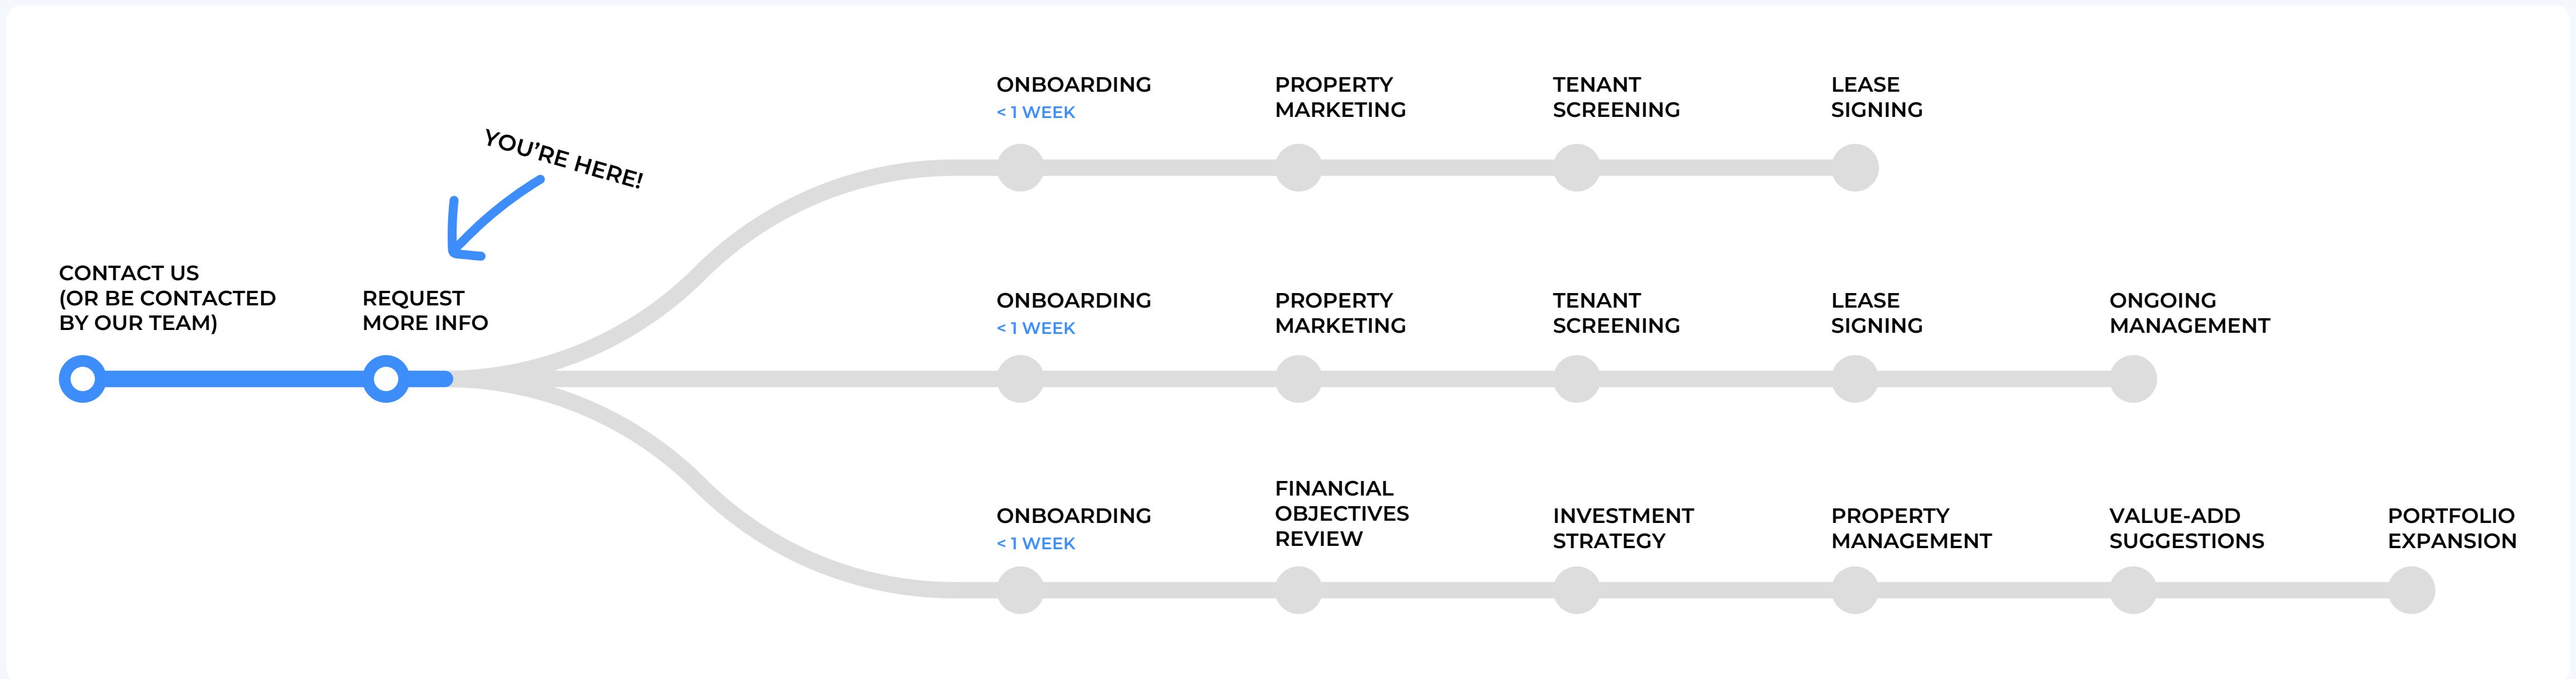 YOU'RE HERE!
CONTACT US
(OR BE CONTACTED
BY OUR TEAM)
REQUEST
MORE INFO
ONBOARDING
< 1 WEEK
PROPERTY
MARKETING
TENANT
SCREENING
LEASE
SIGNING
ONBOARDING
< 1 WEEK
PROPERTY
MARKETING
TENANT
SCREENING
LEASE
SIGNING
ONGOING
MANAGEMENT
ONBOARDING
< 1 WEEK
FINANCIAL
OBJECTIVES
REVIEW
INVESTMENT
STRATEGY
PROPERTY
MANAGEMENT
VALUE-ADD
SUGGESTIONS
PORTFOLIO
EXPANSION